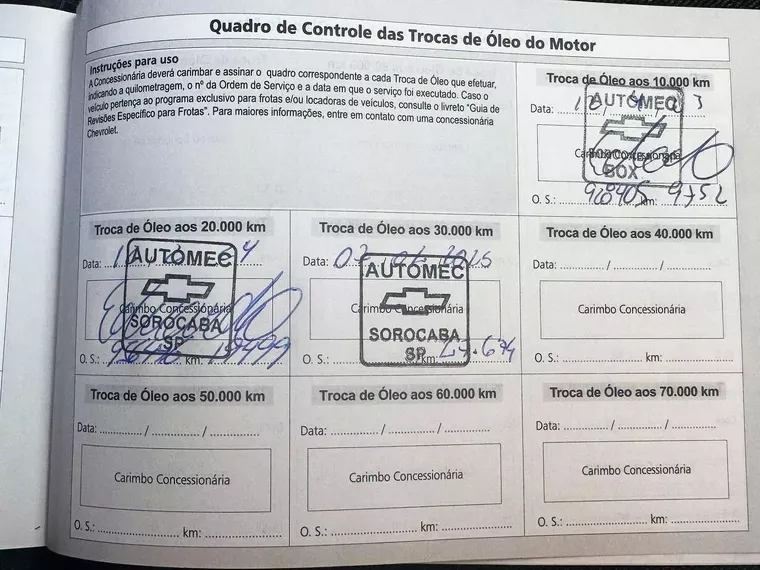 Quadro de Controle das Trocas de Óleo do Motor
Instruções para uso
A Concessionária deverá carimbar e assinar o quadro correspondente a cada Troca de Óleo que efetuar,
indicando a quilometragem, o nº da Ordem de Serviço e a data em que o serviço foi executado. Caso o
veículo pertença ao programa exclusivo para frotas e/ou locadoras de veículos, consulte o livreto "Guia de
Revisões Específico para Frotas". Para maiores informações, entre em contato com uma concessionária
Chevrolet.
Troca de Óleo aos 10.000 km
Data:
AUTOMEC
Carimbo Concessionária
BOX
O. S.: km: 9752
Troca de Óleo aos 20.000 km
Data:
AUTOMEC
Carimbo Concessionária
SOROCABA
SP
O. S.: km: 19499
Troca de Óleo aos 30.000 km
Data:
AUTOMEC
Carimbo Concessionária
SOROCABA
SP
O. S.: km:
Troca de Óleo aos 40.000 km
Data: / /
Carimbo Concessionária
O. S.: km:
Troca de Óleo aos 50.000 km
Data: / /
Carimbo Concessionária
O. S.: km:
Troca de Óleo aos 60.000 km
Data: / /
Carimbo Concessionária
O. S.: km:
Troca de Óleo aos 70.000 km
Data: / /
Carimbo Concessionária
O. S.: km: